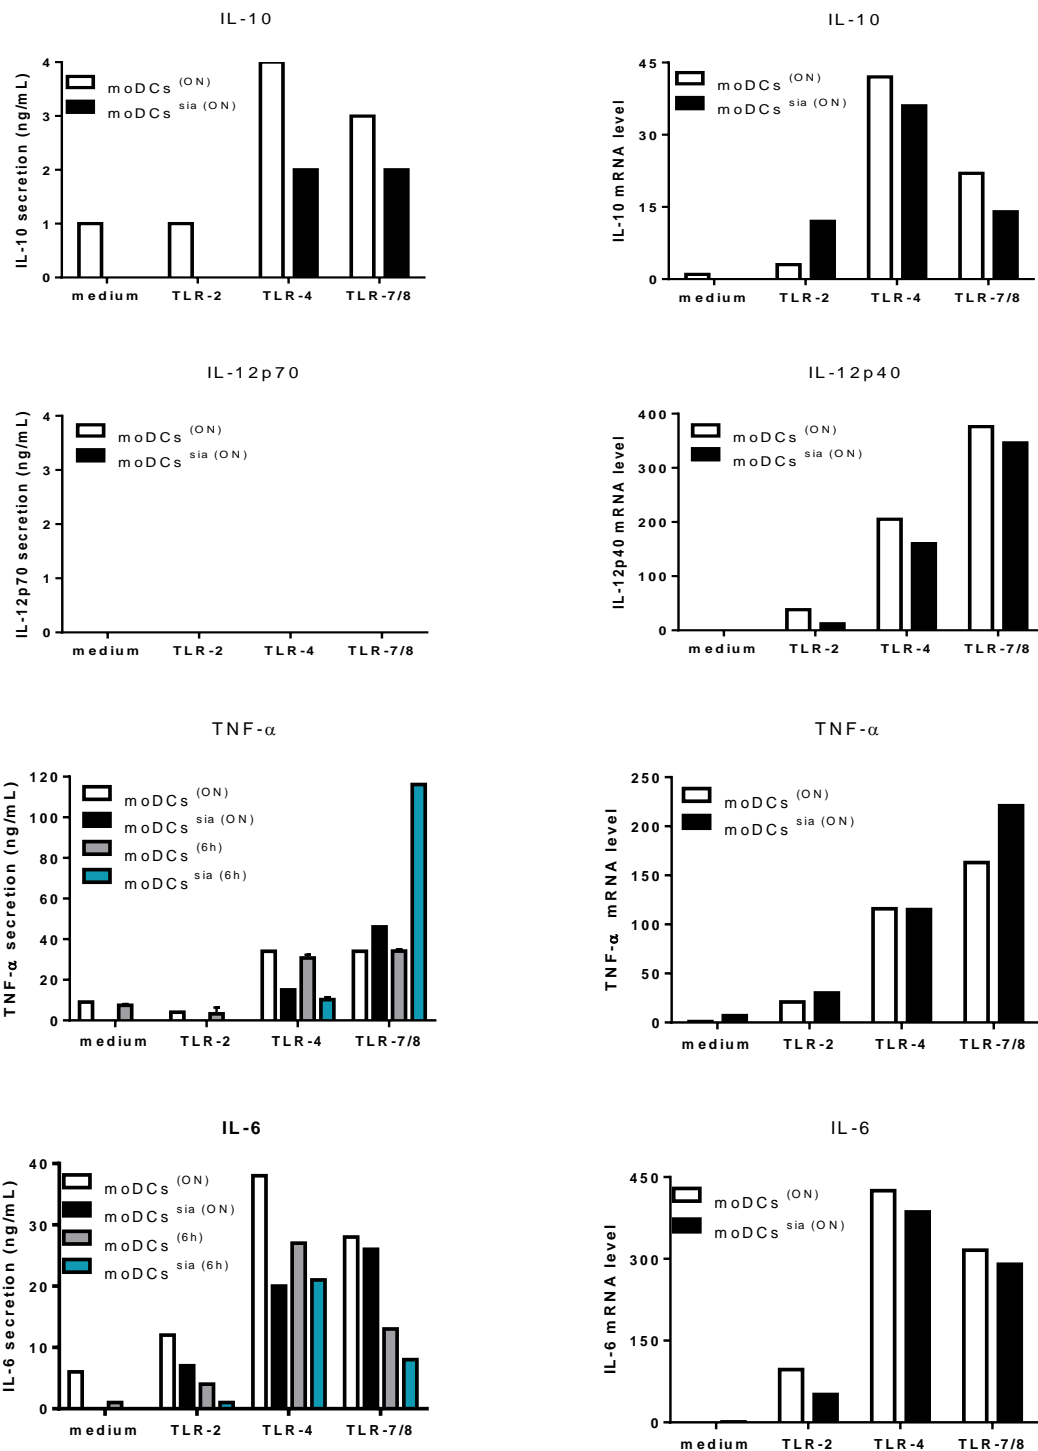 IL-10
IL-10 secretion (ng/mL)
4
3
2
1
0
moDCs (ON)
moDCs sia (ON)
medium TLR-2 TLR-4 TLR-7/8
IL-10
IL-10 mRNA level
45
30
15
0
moDCs (ON)
moDCs sia (ON)
medium TLR-2 TLR-4 TLR-7/8
IL-12p70
IL-12p70 secretion (ng/mL)
4
3
2
1
0
moDCs (ON)
moDCs sia (ON)
medium TLR-2 TLR-4 TLR-7/8
IL-12p40
IL-12p40 mRNA level
400
300
200
100
0
moDCs (ON)
moDCs sia (ON)
medium TLR-2 TLR-4 TLR-7/8
TNF-α
TNF-α secretion (ng/mL)
120
100
80
60
40
20
0
moDCs (ON)
moDCs sia (ON)
moDCs (6h)
moDCs sia (6h)
medium TLR-2 TLR-4 TLR-7/8
TNF-α
TNF-α mRNA level
250
200
150
100
50
0
moDCs (ON)
moDCs sia (ON)
medium TLR-2 TLR-4 TLR-7/8
IL-6
IL-6 secretion (ng/mL)
40
30
20
10
0
moDCs (ON)
moDCs sia (ON)
moDCs (6h)
moDCs sia (6h)
medium TLR-2 TLR-4 TLR-7/8
IL-6
IL-6 mRNA level
450
300
150
0
moDCs (ON)
moDCs sia (ON)
medium TLR-2 TLR-4 TLR-7/8